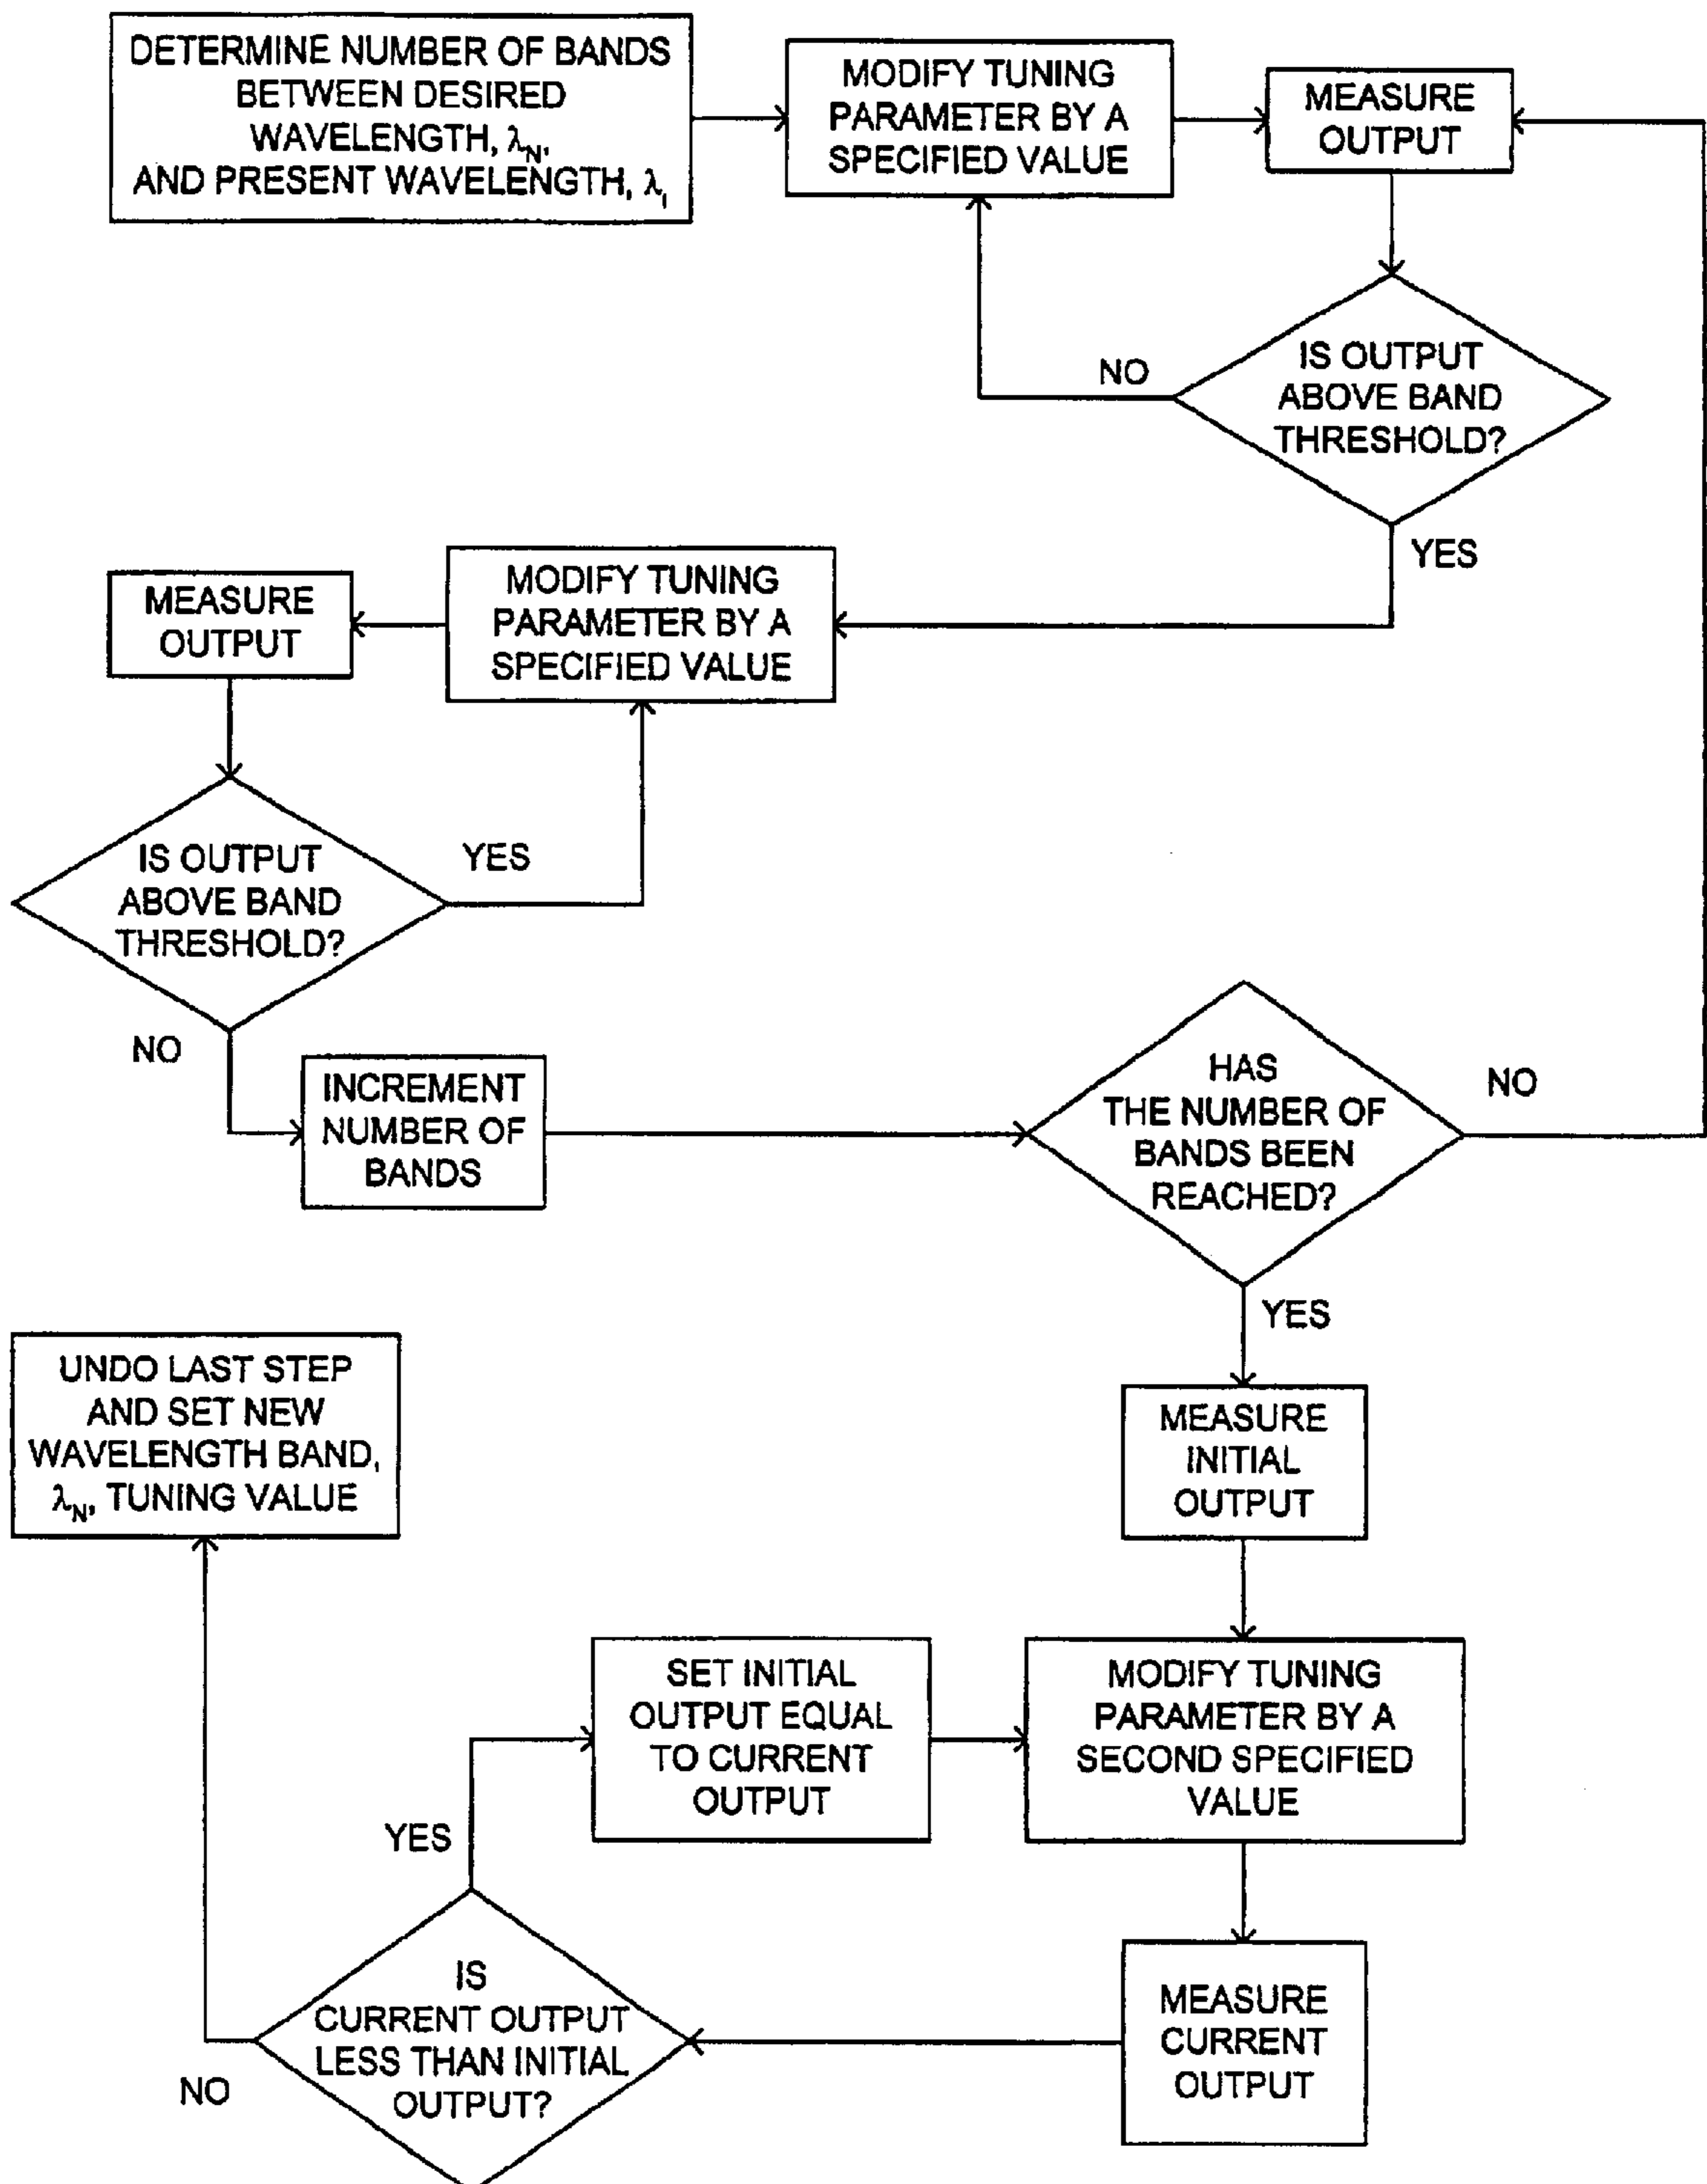 DETERMINE NUMBER OF BANDS
BETWEEN DESIRED
WAVELENGTH, λN,
AND PRESENT WAVELENGTH, λI
MODIFY TUNING
PARAMETER BY A
SPECIFIED VALUE
MEASURE
OUTPUT
IS OUTPUT
ABOVE BAND
THRESHOLD?
NO
YES
MODIFY TUNING
PARAMETER BY A
SPECIFIED VALUE
MEASURE
OUTPUT
IS OUTPUT
ABOVE BAND
THRESHOLD?
YES
NO
INCREMENT
NUMBER OF
BANDS
HAS
THE NUMBER OF
BANDS BEEN
REACHED?
NO
YES
MEASURE
INITIAL
OUTPUT
MODIFY TUNING
PARAMETER BY A
SECOND SPECIFIED
VALUE
MEASURE
CURRENT
OUTPUT
IS
CURRENT OUTPUT
LESS THAN INITIAL
OUTPUT?
YES
SET INITIAL
OUTPUT EQUAL
TO CURRENT
OUTPUT
NO
UNDO LAST STEP
AND SET NEW
WAVELENGTH BAND,
λN, TUNING VALUE